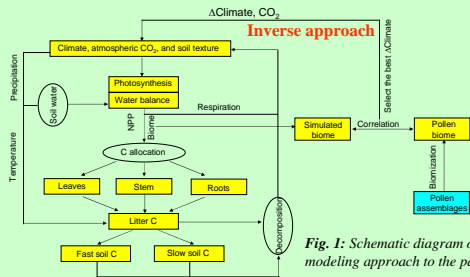 ΔClimate, CO2
Inverse approach
Climate, atmospheric CO2, and soil texture
Precipitation
Temperature
Soil water
Photosynthesis
Water balance
Respiration
NPP
Biome
Select the best ΔClimate
Simulated
biome
Correlation
Pollen
biome
C allocation
Biomization
Leaves
Stem
Roots
Pollen
assemblages
Litter C
Decomposition
Fast soil C
Slow soil C
Fig. 1: Schematic diagram o
modeling approach to the pa